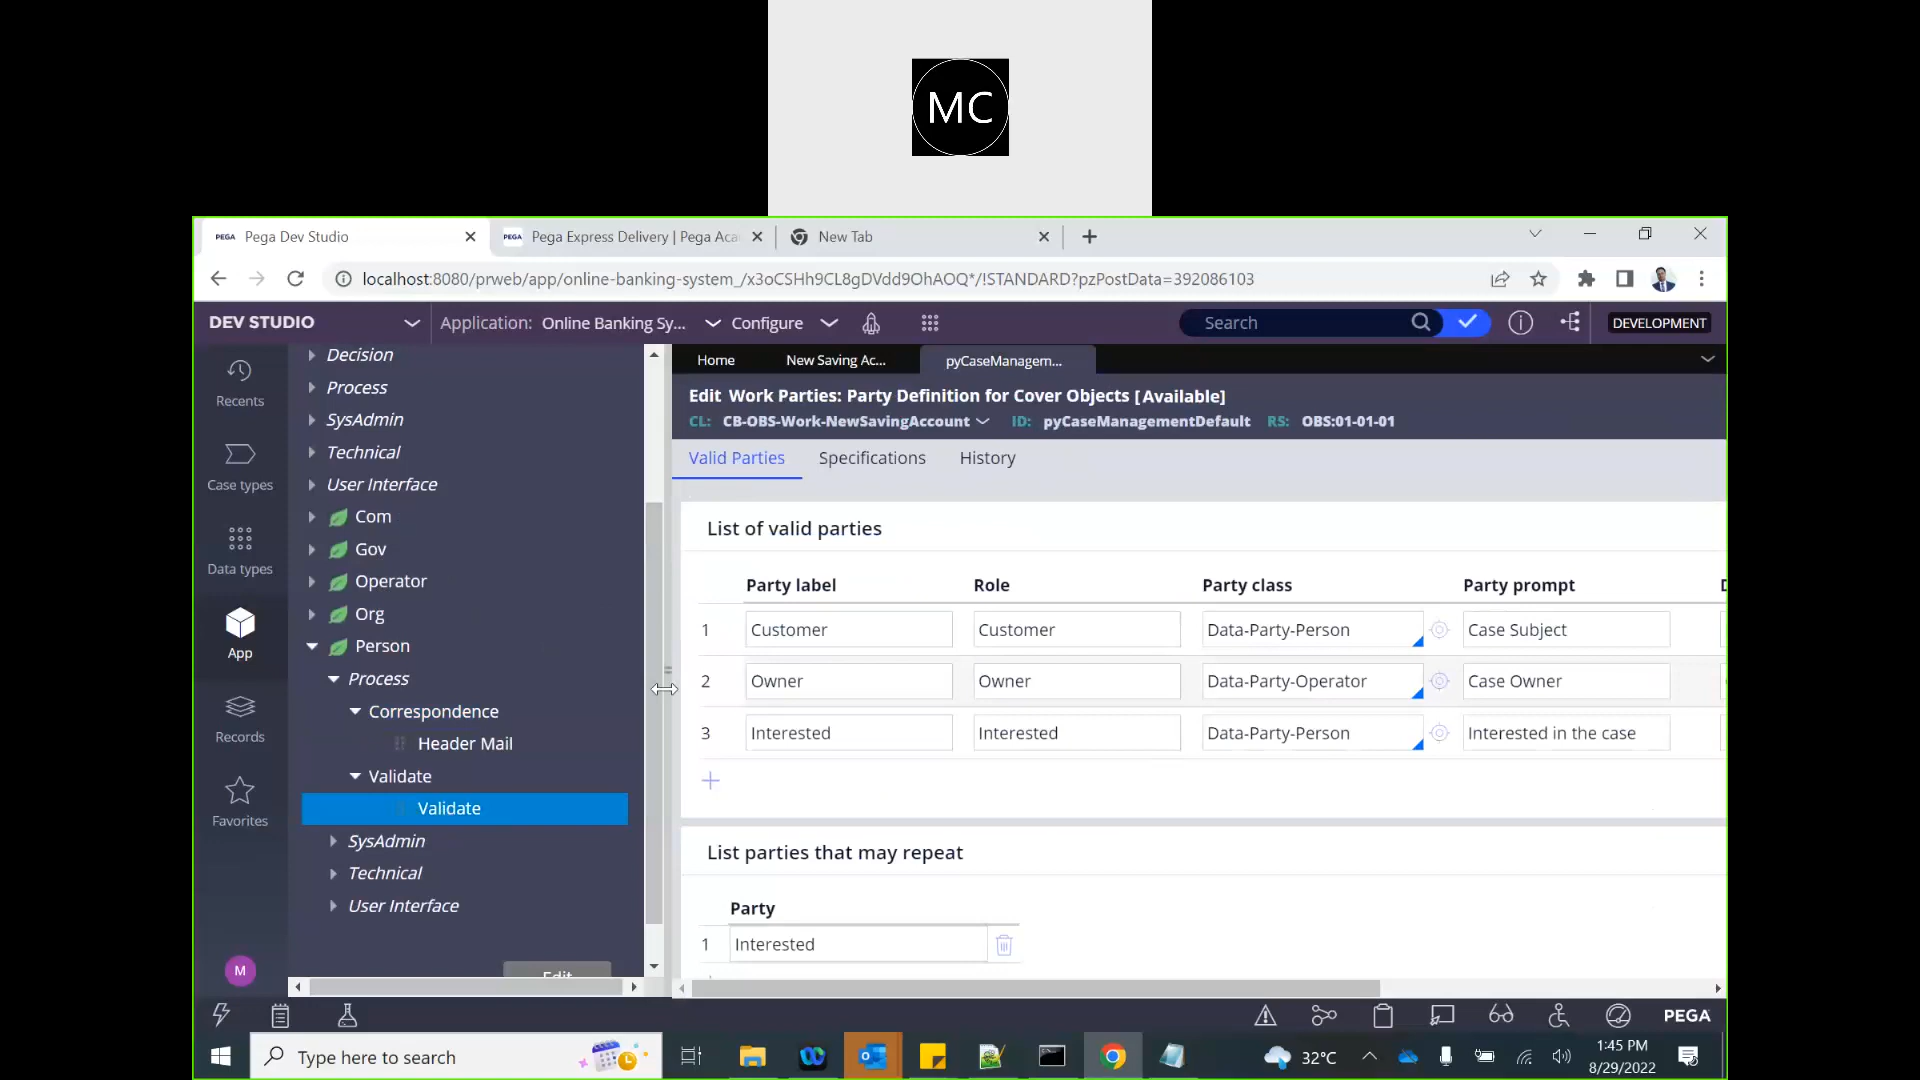 MC
PEGA Pega Dev Studio
PEGA Pega Express Delivery | Pega Aca
New Tab
localhost:8080/prweb/app/online-banking-system_/x3oCSHh9CL8gDVdd9OhAOQ*/!STANDARD?pzPostData=392086103
DEV STUDIO
Application: Online Banking Sy...
Configure
Search
DEVELOPMENT
Recents
Case types
Data types
App
Records
Favorites
M
Decision
Process
SysAdmin
Technical
User Interface
Com
Gov
Operator
Org
Person
Process
Correspondence
Header Mail
Validate
Validate
SysAdmin
Technical
User Interface
Edit
Home
New Saving Ac...
pyCaseManagem...
Edit Work Parties: Party Definition for Cover Objects [Available]
CL: CB-OBS-Work-NewSavingAccount ID: pyCaseManagementDefault RS: OBS:01-01-01
Valid Parties
Specifications
History
List of valid parties
Party label Role Party class Party prompt
1 Customer Customer Data-Party-Person Case Subject
2 Owner Owner Data-Party-Operator Case Owner
3 Interested Interested Data-Party-Person Interested in the case
List parties that may repeat
Party
1 Interested
PEGA
Type here to search
32°C
1:45 PM
8/29/2022